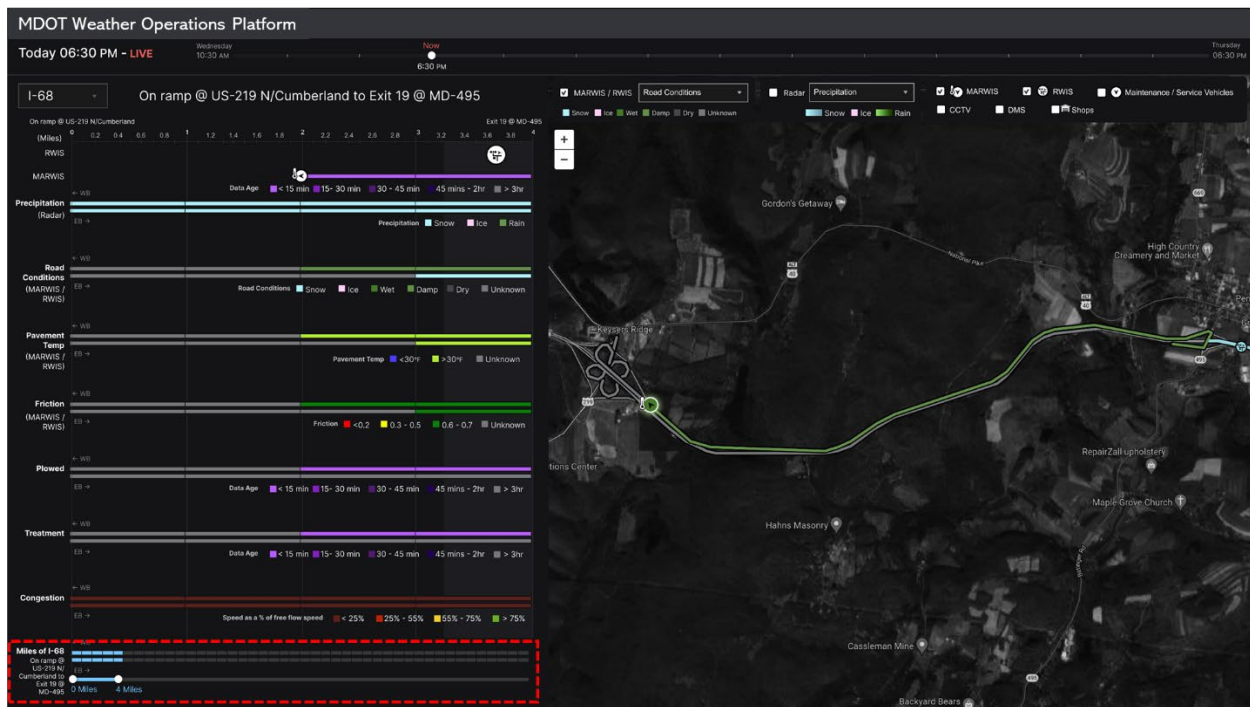 MDOT Weather Operations Platform
Today 06:30 PM - LIVE
Wednesday
10:30 AM
Now
6:30 PM
Thursday
06:30 PM
I-68
On ramp @ US-219 N/Cumberland to Exit 19 @ MD-495
On ramp @ US-219 N/Cumberland
Exit 19 @ MD-495
(Miles)
0 0.2 0.4 0.6 0.8 1 1.2 1.4 1.6 1.8 2 2.2 2.4 2.6 2.8 3 3.2 3.4 3.6 3.8 4
RWIS
MARWIS
Data Age < 15 min 15- 30 min 30 - 45 min 45 mins - 2hr > 3hr
← WB
Precipitation
(Radar)
EB →
Precipitation Snow Ice Rain
← WB
Road
Conditions
(MARWIS /
RWIS)
EB →
Road Conditions Snow Ice Wet Damp Dry Unknown
← WB
Pavement
Temp
(MARWIS /
RWIS)
EB →
Pavement Temp <30°F >30°F Unknown
← WB
Friction
(MARWIS /
RWIS)
EB →
Friction <0.2 0.3 - 0.5 0.6 - 0.7 Unknown
← WB
Plowed
EB →
Data Age < 15 min 15- 30 min 30 - 45 min 45 mins - 2hr > 3hr
← WB
Treatment
EB →
Data Age < 15 min 15- 30 min 30 - 45 min 45 mins - 2hr > 3hr
← WB
Congestion
EB →
Speed as a % of free flow speed < 25% 25% - 55% 55% - 75% > 75%
Miles of I-68
On ramp @
US-219 N/
Cumberland to
Exit 19 @
MD-495
EB →
0 Miles 4 Miles
MARWIS / RWIS Road Conditions
Snow Ice Wet Damp Dry Unknown
Radar Precipitation
Snow Ice Rain
MARWIS RWIS Maintenance / Service Vehicles
CCTV DMS Shops
+
−
Gordon's Getaway
669
High Country
Creamery and Market
National Pike
ALT
40
ALT
40
Keysers Ridge
219
495
tions Center
RepairZall upholstery
Maple Grove Church
Hahns Masonry
Cassleman Mine
495
Backyard Bears